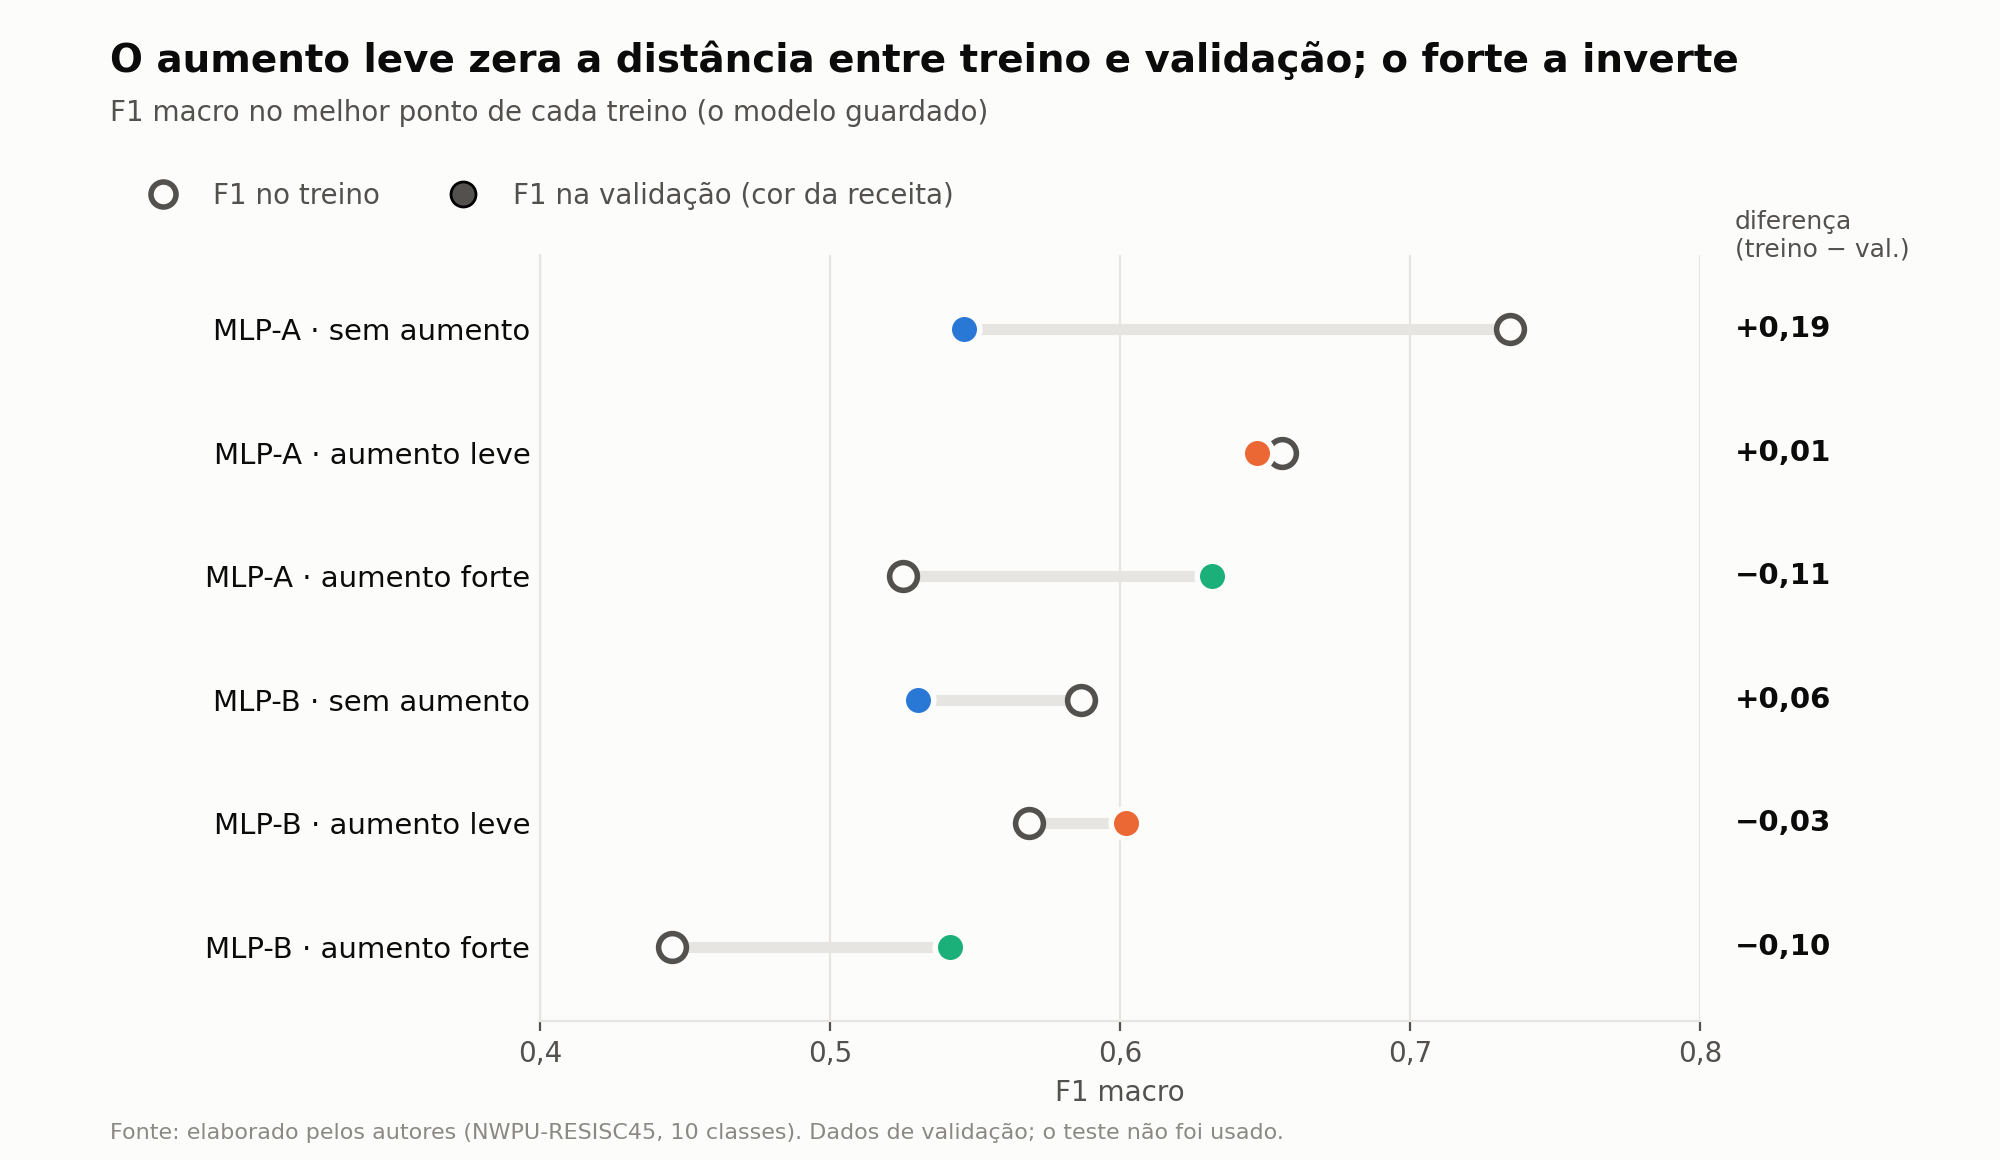 O aumento leve zera a distância entre treino e validação; o forte a inverte
F1 macro no melhor ponto de cada treino (o modelo guardado)
F1 no treino
F1 na validação (cor da receita)
diferença
(treino − val.)
MLP-A · sem aumento
+0,19
MLP-A · aumento leve
+0,01
MLP-A · aumento forte
−0,11
MLP-B · sem aumento
+0,06
MLP-B · aumento leve
−0,03
MLP-B · aumento forte
−0,10
0,4
0,5
0,6
0,7
0,8
F1 macro
Fonte: elaborado pelos autores (NWPU-RESISC45, 10 classes). Dados de validação; o teste não foi usado.